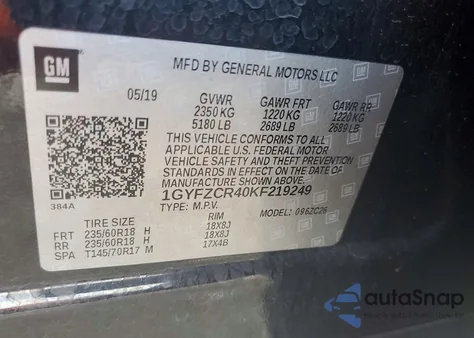 GM
MFD BY GENERAL MOTORS LLC
05/19 GVWR GAWR FRT GAWR RR
2350 KG 1220 KG 1220 KG
5180 LB 2689 LB 2689 LB
THIS VEHICLE CONFORMS TO ALL
APPLICABLE U.S. FEDERAL MOTOR
VEHICLE SAFETY AND THEFT PREVENTION
STANDARDS IN EFFECT ON THE DATE OF
MANUFACTURE SHOWN ABOVE.
384A
1GYFZCR40KF219249
TYPE: M.P.V. MODEL:
TIRE SIZE RIM
FRT 235/60R18 H 18X8J
RR 235/60R18 H 18X8J
SPA T145/70R17 M 17X4B
autoSnap